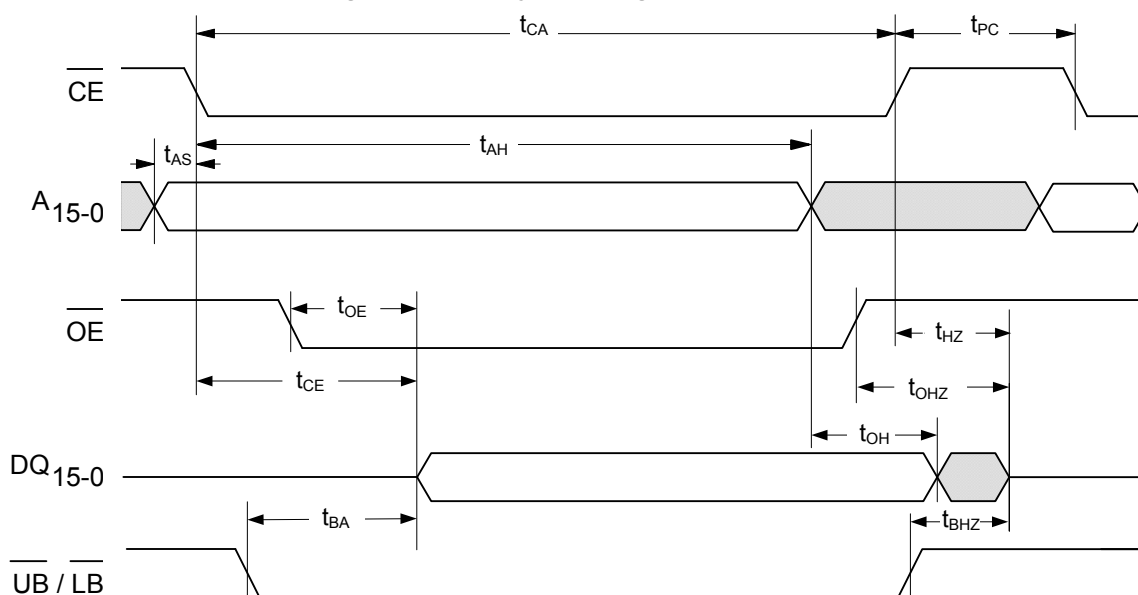 tCA
tPC
CE
tAS
tAH
A15-0
tOE
OE
tHZ
tCE
tOHZ
tOH
DQ15-0
tBA
tBHZ
UB / LB